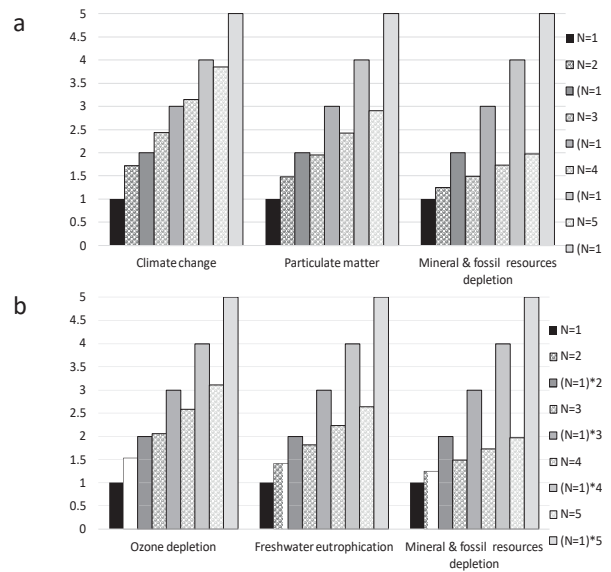 a
5
4.5
4
3.5
3
2.5
2
1.5
1
0.5
0
Climate change
Particulate matter
Mineral & fossil resources
depletion
N=1
N=2
(N=1
N=3
(N=1
N=4
(N=1
N=5
(N=1
b
5
4.5
4
3.5
3
2.5
2
1.5
1
0.5
0
Ozone depletion
Freshwater eutrophication
Mineral & fossil resources
depletion
N=1
N=2
(N=1)*2
N=3
(N=1)*3
N=4
(N=1)*4
N=5
(N=1)*5